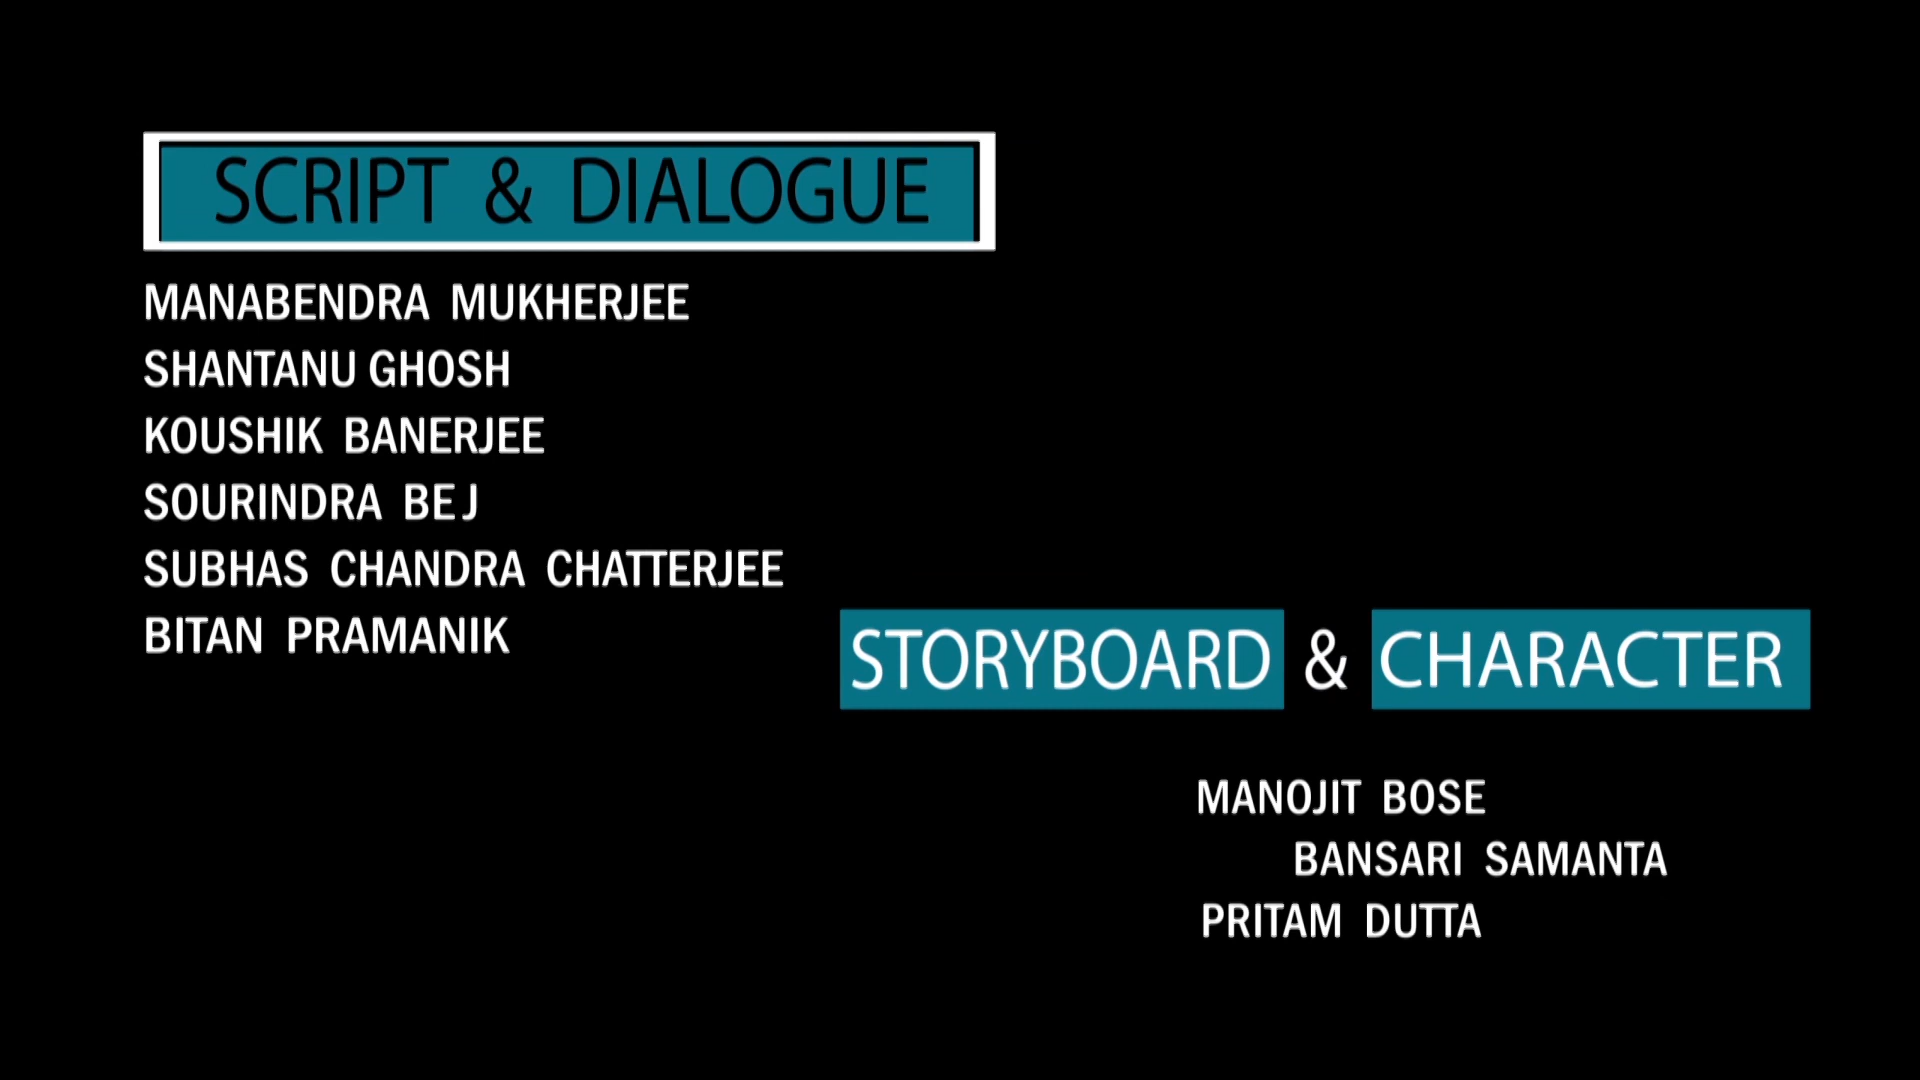 SCRIPT & DIALOGUE
MANABENDRA MUKHERJEE
SHANTANU GHOSH
KOUSHIK BANERJEE
SOURINDRA BEJ
SUBHAS CHANDRA CHATTERJEE
BITAN PRAMANIK
STORYBOARD & CHARACTER
MANOJIT BOSE
BANSARI SAMANTA
PRITAM DUTTA